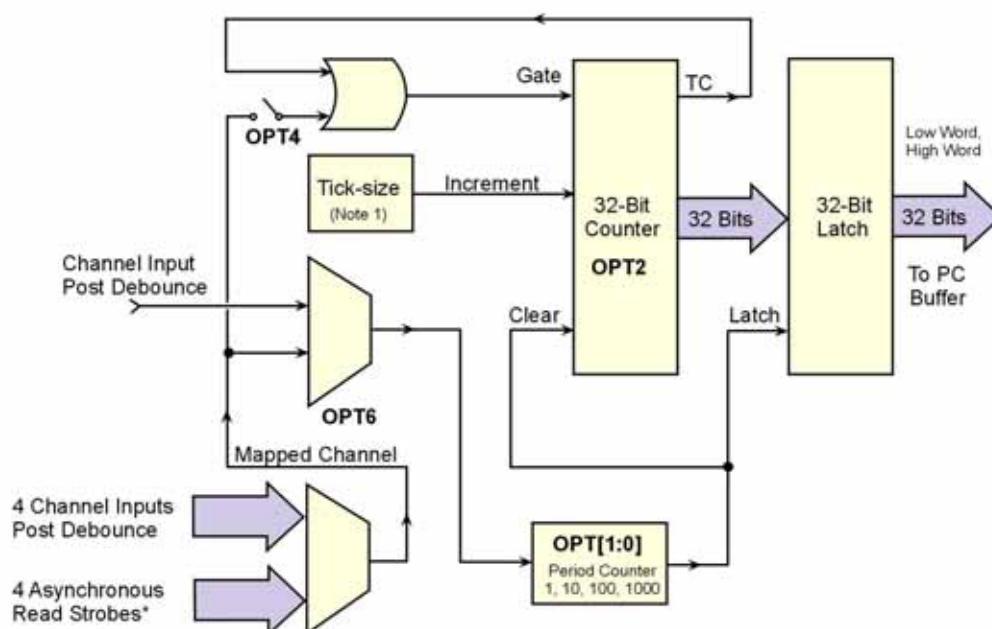 Gate
TC
OPT4
Low Word,
High Word
Tick-size
(Note 1)
Increment
32-Bit
Counter
OPT2
32 Bits
32-Bit
Latch
32 Bits
Channel Input
Post Debounce
To PC
Buffer
Clear
Latch
OPT6
Mapped Channel
4 Channel Inputs
Post Debounce
OPT[1:0]
Period Counter
1, 10, 100, 1000
4 Asynchronous
Read Strobes*